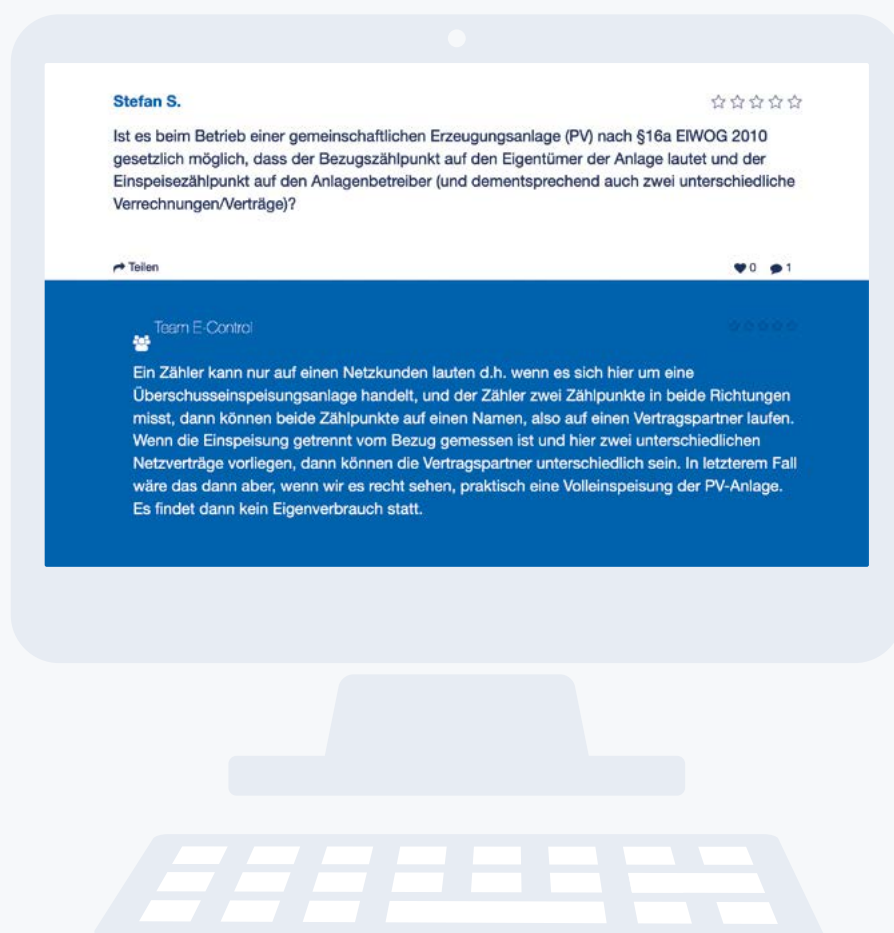 Stefan S.
Ist es beim Betrieb einer gemeinschaftlichen Erzeugungsanlage (PV) nach §16a ElWOG 2010
gesetzlich möglich, dass der Bezugszählpunkt auf den Eigentümer der Anlage lautet und der
Einspeisezählpunkt auf den Anlagenbetreiber (und dementsprechend auch zwei unterschiedliche
Verrechnungen/Verträge)?
Teilen 0 1
Team E-Control
Ein Zähler kann nur auf einen Netzkunden lauten d.h. wenn es sich hier um eine
Überschusseinspeisungsanlage handelt, und der Zähler zwei Zählpunkte in beide Richtungen
misst, dann können beide Zählpunkte auf einen Namen, also auf einen Vertragspartner laufen.
Wenn die Einspeisung getrennt vom Bezug gemessen ist und hier zwei unterschiedlichen
Netzverträge vorliegen, dann können die Vertragspartner unterschiedlich sein. In letzterem Fall
wäre das dann aber, wenn wir es recht sehen, praktisch eine Volleinspeisung der PV-Anlage.
Es findet dann kein Eigenverbrauch statt.